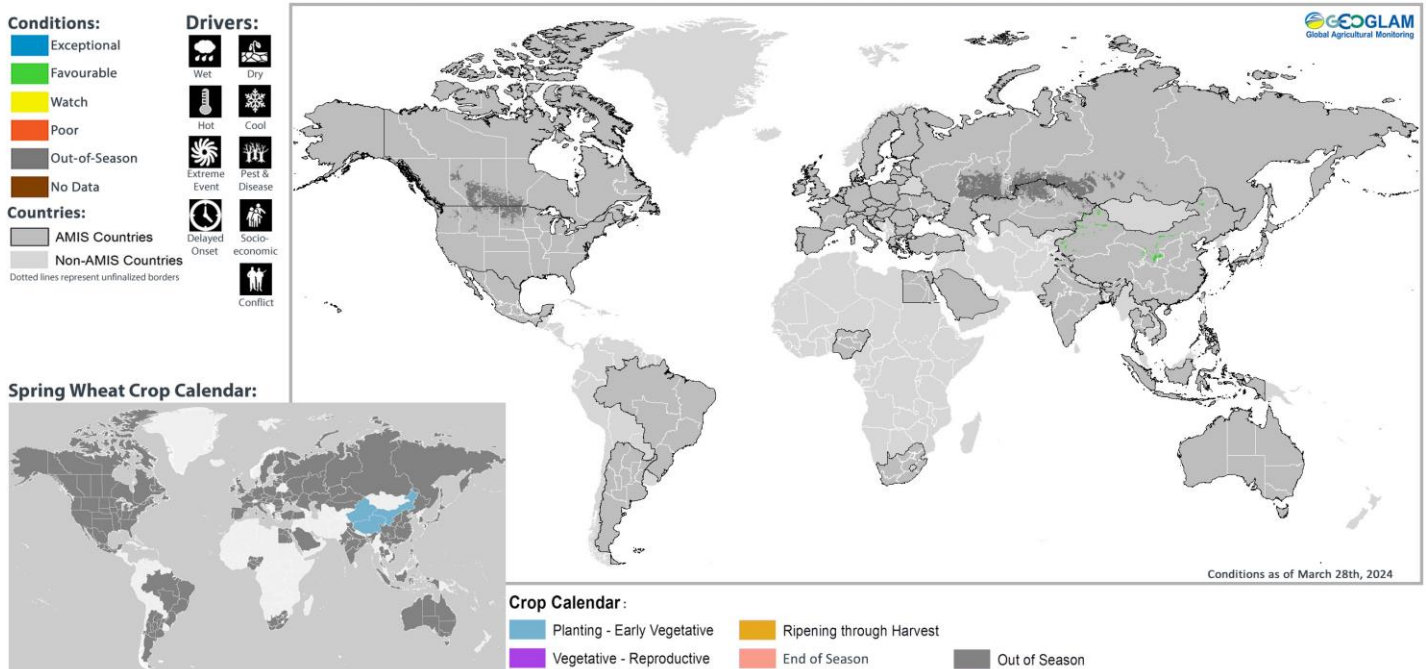 Conditions:
Exceptional
Favourable
Watch
Poor
Out-of-Season
No Data
Countries:
AMIS Countries
Non-AMIS Countries
Dotted lines represent unfinalized borders
Drivers:
Wet
Dry
Hot
Cool
Extreme
Event
Pest &
Disease
Delayed
Onset
Socio-
economic
Conflict
GEOGLAM
Global Agricultural Monitoring
Conditions as of March 28th, 2024
Spring Wheat Crop Calendar:
Crop Calendar :
Planting - Early Vegetative
Ripening through Harvest
Vegetative - Reproductive
End of Season
Out of Season